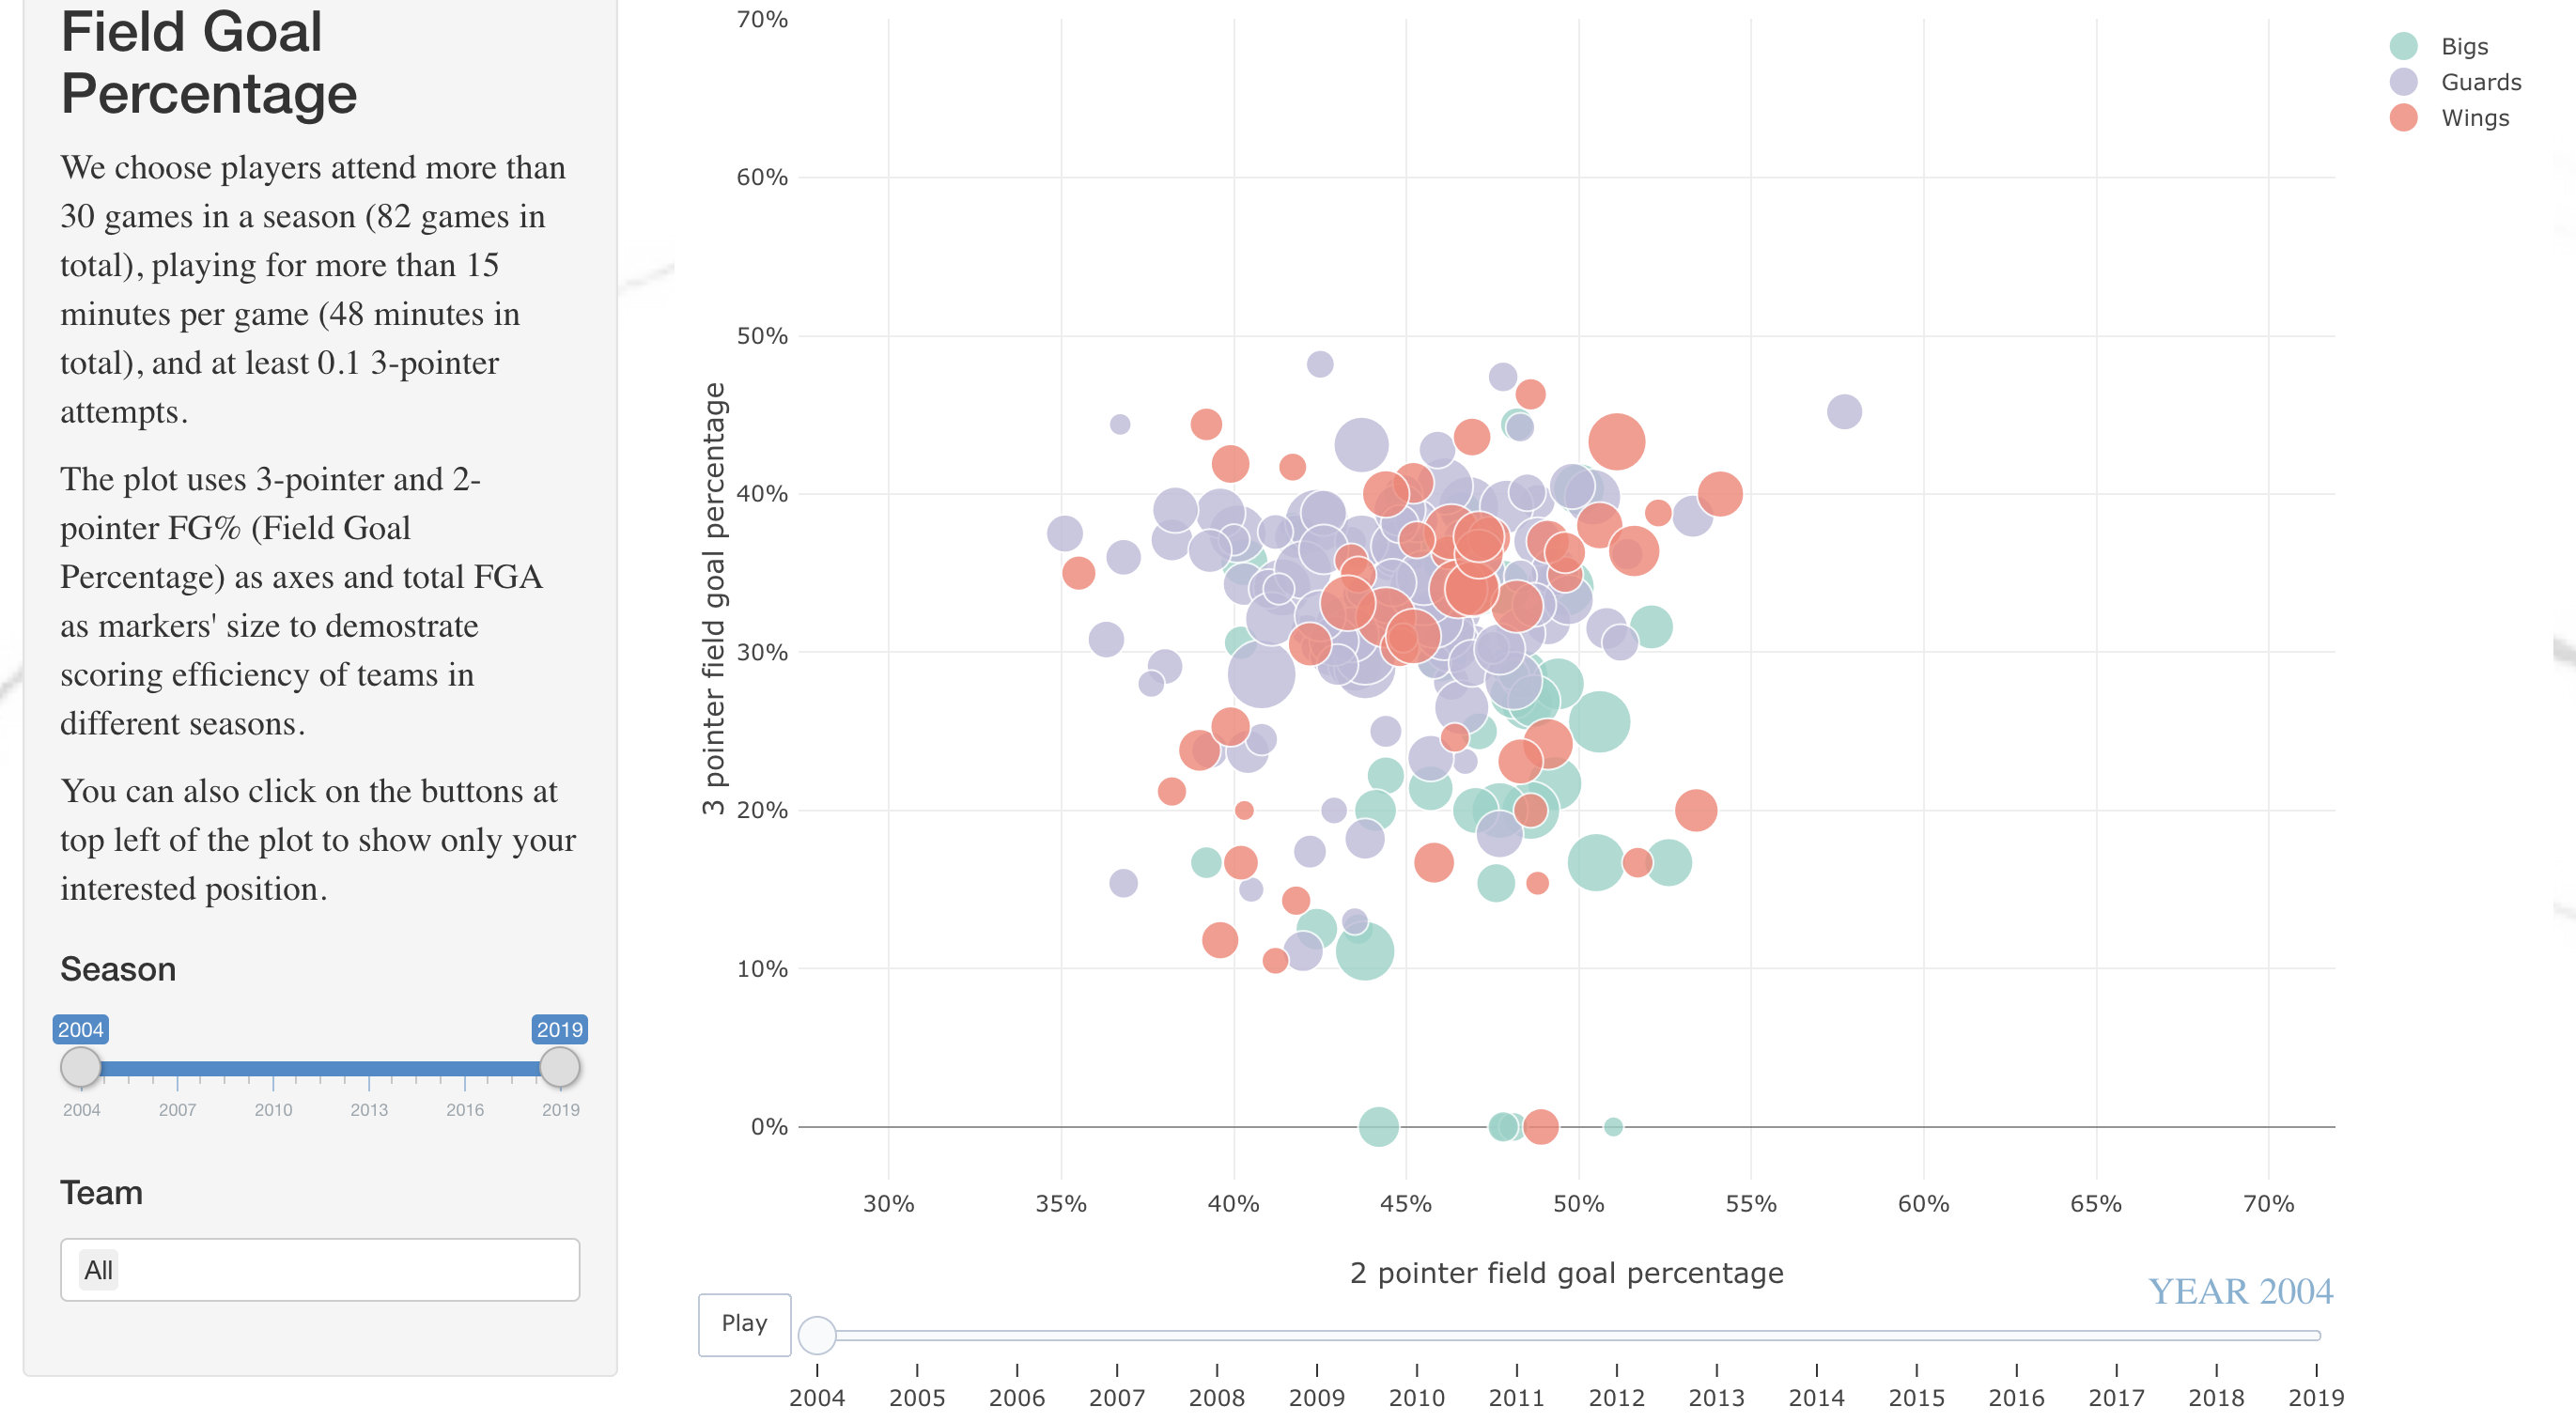 Field Goal
Percentage
We choose players attend more than
30 games in a season (82 games in
total), playing for more than 15
minutes per game (48 minutes in
total), and at least 0.1 3-pointer
attempts.
The plot uses 3-pointer and 2-
pointer FG% (Field Goal
Percentage) as axes and total FGA
as markers' size to demostrate
scoring efficiency of teams in
different seasons.
You can also click on the buttons at
top left of the plot to show only your
interested position.
Season
2004 2019
2004 2007 2010 2013 2016 2019
Team
All
3 pointer field goal percentage
70%
60%
50%
40%
30%
20%
10%
0%
30% 35% 40% 45% 50% 55% 60% 65% 70%
2 pointer field goal percentage
Bigs
Guards
Wings
YEAR 2004
Play
2004 2005 2006 2007 2008 2009 2010 2011 2012 2013 2014 2015 2016 2017 2018 2019